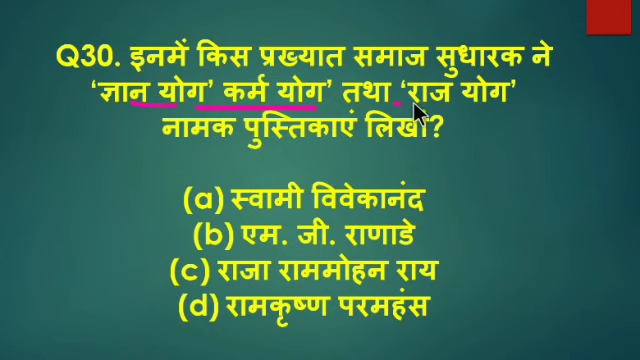 Q30. इनमें किस प्रख्यात समाज सुधारक ने
‘ज्ञान योग’ कर्म योग’ तथा ‘राज योग’
नामक पुस्तिकाएं लिखी?
(a) स्वामी विवेकानंद
(b) एम. जी. राणाडे
(c) राजा राममोहन राय
(d) रामकृष्ण परमहंस